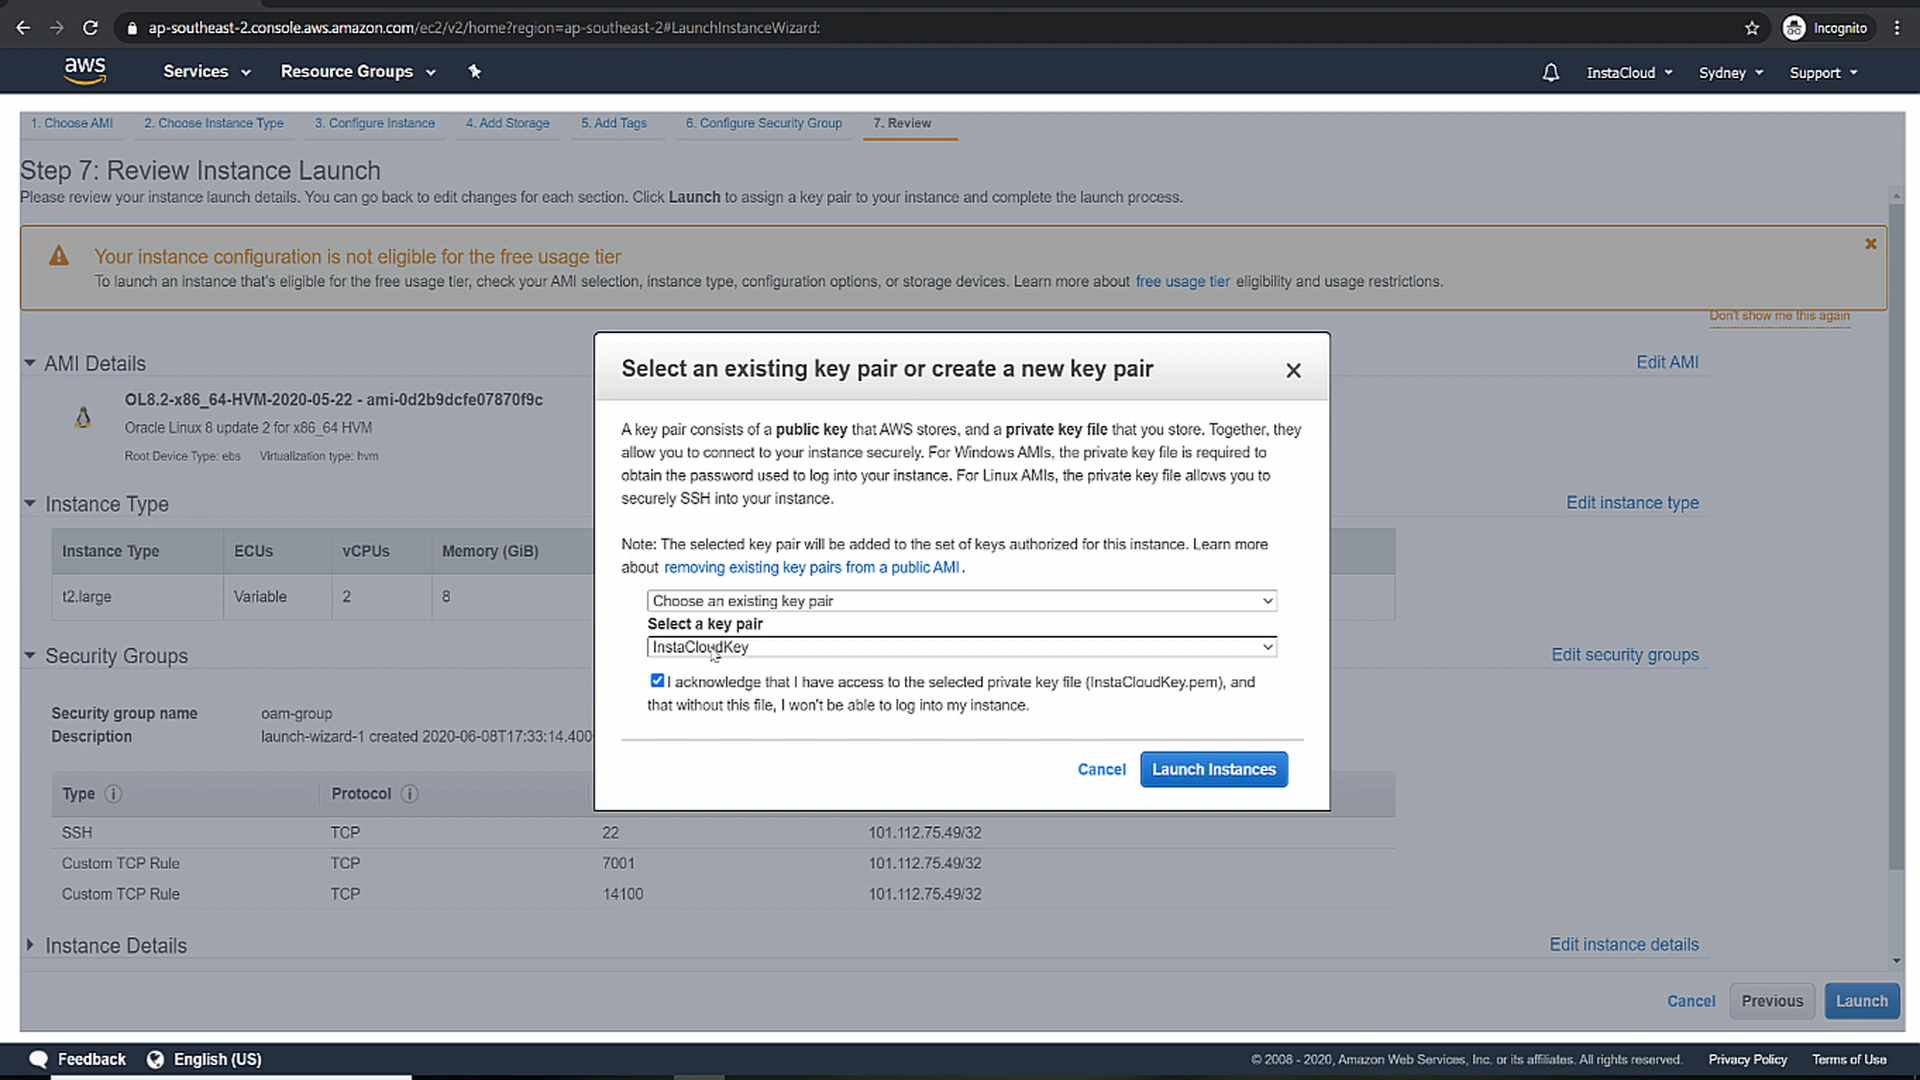 ap-southeast-2.console.aws.amazon.com/ec2/v2/home?region=ap-southeast-2#LaunchInstanceWizard:
Incognito
aws
Services
Resource Groups
InstaCloud
Sydney
Support
1. Choose AMI
2. Choose Instance Type
3. Configure Instance
4. Add Storage
5. Add Tags
6. Configure Security Group
7. Review
Step 7: Review Instance Launch
Please review your instance launch details. You can go back to edit changes for each section. Click Launch to assign a key pair to your instance and complete the launch process.
Your instance configuration is not eligible for the free usage tier
To launch an instance that's eligible for the free usage tier, check your AMI selection, instance type, configuration options, or storage devices. Learn more about free usage tier eligibility and usage restrictions.
Don't show me this again
AMI Details
Edit AMI
OL8.2-x86_64-HVM-2020-05-22 - ami-0d2b9dcfe07870f9c
Oracle Linux 8 update 2 for x86_64 HVM
Root Device Type: ebs Virtualization type: hvm
Instance Type
Edit instance type
Instance Type ECUs vCPUs Memory (GiB)
t2.large Variable 2 8
Security Groups
Edit security groups
Security group name oam-group
Description launch-wizard-1 created 2020-06-08T17:33:14.400
Type Protocol
SSH TCP 22 101.112.75.49/32
Custom TCP Rule TCP 7001 101.112.75.49/32
Custom TCP Rule TCP 14100 101.112.75.49/32
Instance Details
Edit instance details
Select an existing key pair or create a new key pair
A key pair consists of a public key that AWS stores, and a private key file that you store. Together, they
allow you to connect to your instance securely. For Windows AMIs, the private key file is required to
obtain the password used to log into your instance. For Linux AMIs, the private key file allows you to
securely SSH into your instance.
Note: The selected key pair will be added to the set of keys authorized for this instance. Learn more
about removing existing key pairs from a public AMI .
Choose an existing key pair
Select a key pair
InstaCloudKey
I acknowledge that I have access to the selected private key file (InstaCloudKey.pem), and
that without this file, I won't be able to log into my instance.
Cancel
Launch Instances
Cancel
Previous
Launch
Feedback
English (US)
© 2008 - 2020, Amazon Web Services, Inc. or its affiliates. All rights reserved.
Privacy Policy
Terms of Use